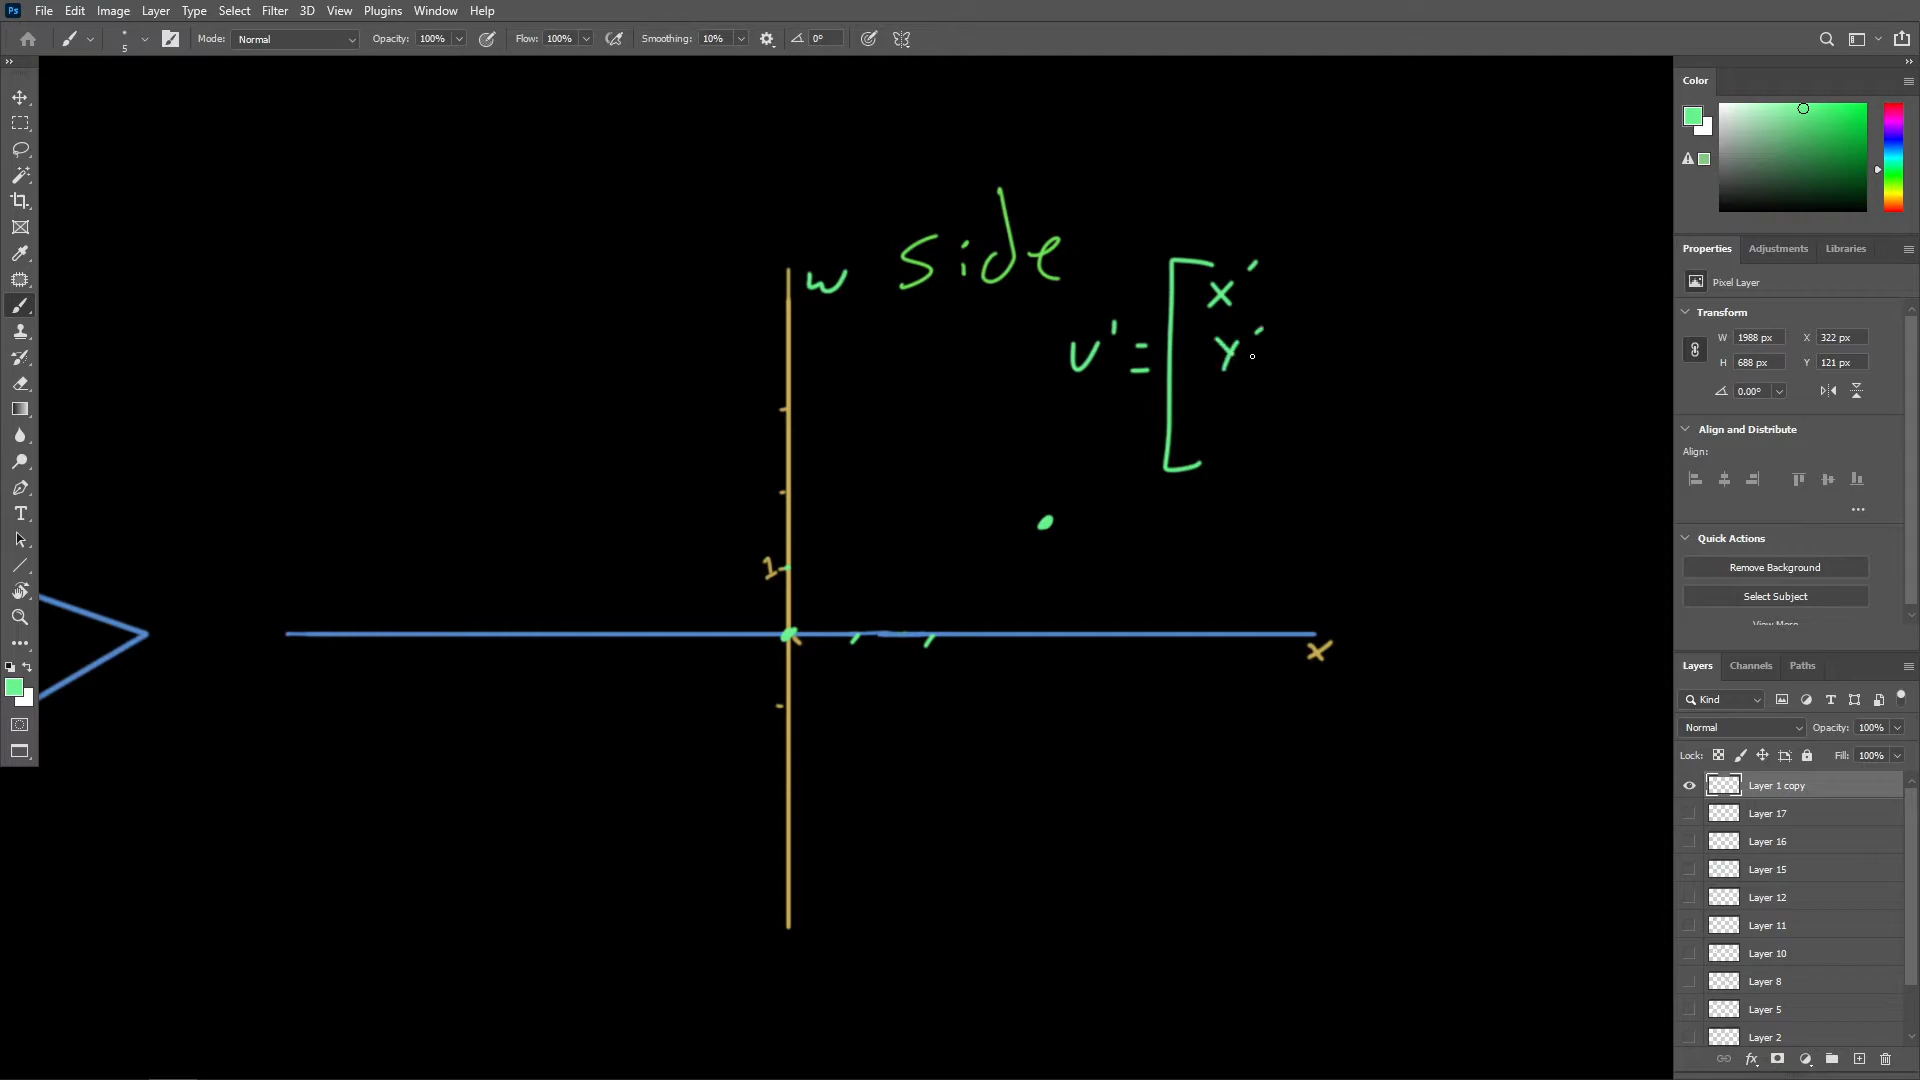 Ps File Edit Image Layer Type Select Filter 3D View Plugins Window Help
5 Mode: Normal Opacity: 100% Flow: 100% Smoothing: 10% 0°
Color
w side
v' = [ x'
y'
1
x
Properties Adjustments Libraries
Pixel Layer
Transform
W 1988 px X 322 px
H 688 px Y 121 px
0.00°
Align and Distribute
Align:
Quick Actions
Remove Background
Select Subject
View More...
Layers Channels Paths
Kind
Normal Opacity: 100%
Lock: Fill: 100%
Layer 1 copy
Layer 17
Layer 16
Layer 15
Layer 12
Layer 11
Layer 10
Layer 8
Layer 5
Layer 2